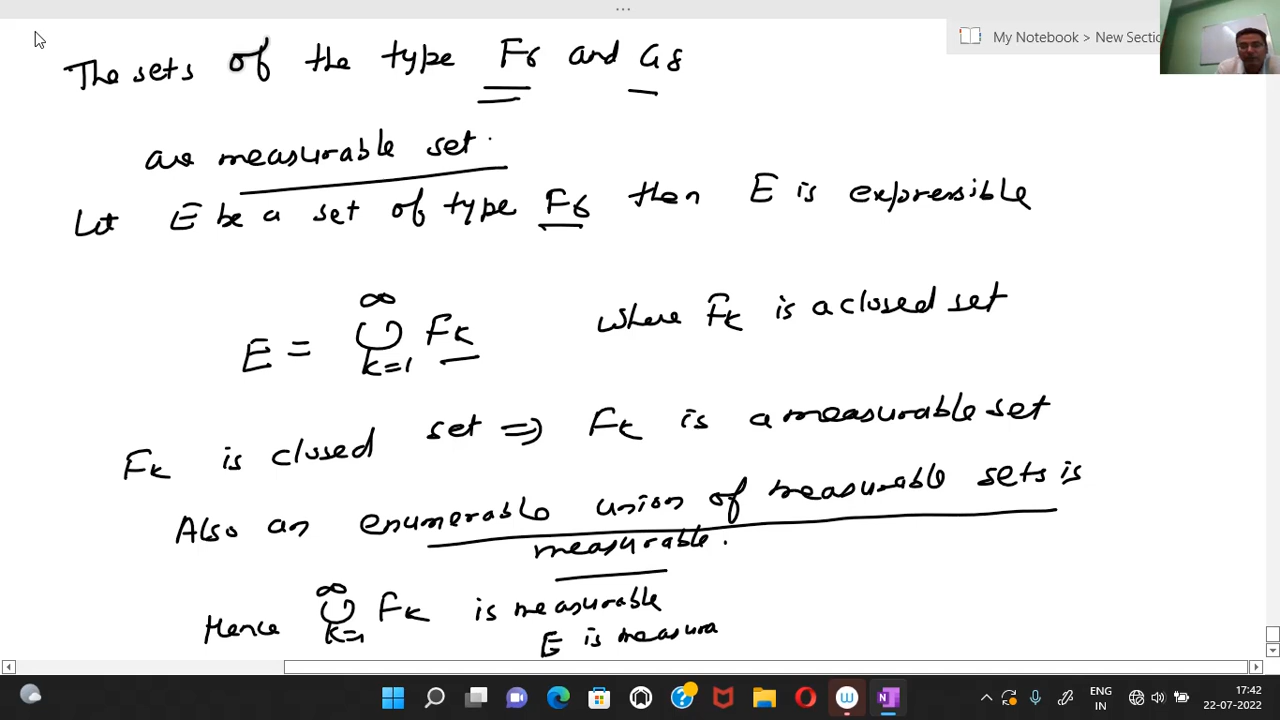 My Notebook > New Sectio
The sets of the type Fσ and Gδ
are measurable set.
Let E be a set of type Fσ then E is expressible
E = ∞ ∪ k=1 Fk where Fk is a closed set
Fk is closed set ⇒ Fk is a measurable set
Also an enumerable union of measurable sets is
measurable.
Hence ∞ ∪ k=1 Fk is measurable
E is measura
ENG
IN
17:42
22-07-2022